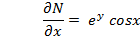 ∂N/∂x = e^y cosx